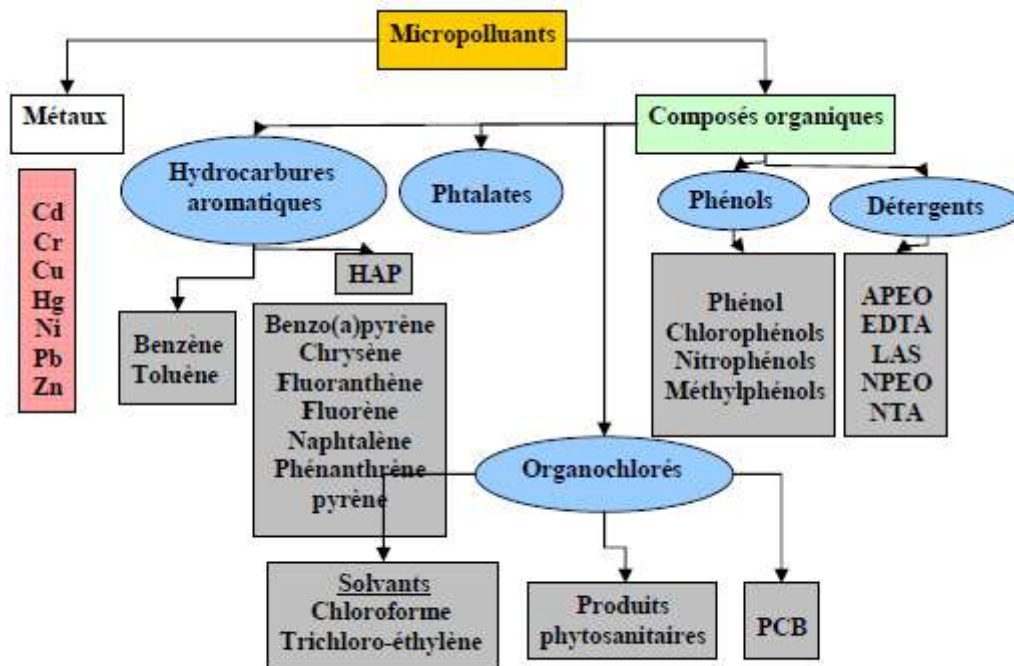 Micropolluants
Métaux
Composés organiques
Hydrocarbures
aromatiques
Phtalates
Phénols
Détergents
Cd
Cr
Cu
Hg
Ni
Pb
Zn
HAP
Benzène
Toluène
Benzo(a)pyrène
Chrysène
Fluoranthène
Fluorène
Naphtalène
Phénanthrène
pyrène
Phénol
Chlorophénols
Nitrophénols
Méthylphénols
APEO
EDTA
LAS
NPEO
NTA
Organochlorés
Solvants
Chloroforme
Trichloro-éthylène
Produits
phytosanitaires
PCB